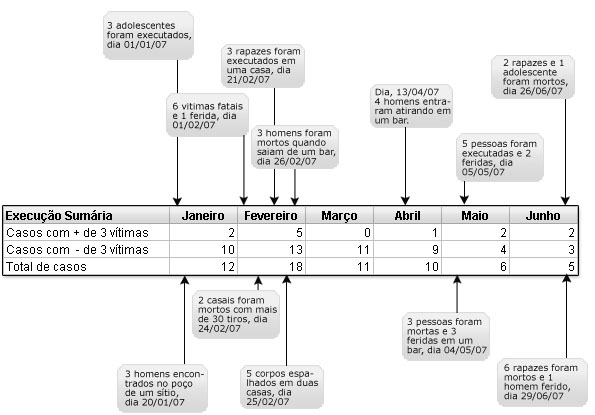 3 adolescentes
foram executados,
dia 01/01/07
3 rapazes foram
executados em
uma casa, dia
21/02/07
2 rapazes e 1
adolescente
foram mortos,
dia 26/06/07
6 vitimas fatais
e 1 ferida, dia
01/02/07
Dia, 13/04/07
4 homens entra-
ram atirando em
um bar.
3 homens foram
mortos quando
saiam de um bar,
dia 26/02/07
5 pessoas foram
executadas e 2
feridas, dia
05/05/07
Execução Sumária Janeiro Fevereiro Março Abril Maio Junho
Casos com + de 3 vítimas 2 5 0 1 2 2
Casos com - de 3 vítimas 10 13 11 9 4 3
Total de casos 12 18 11 10 6 5
2 casais foram
mortos com mais
de 30 tiros, dia
24/02/07
3 pessoas foram
mortas e 3
feridas em um
bar, dia 04/05/07
3 homens encon-
trados no poço
de um sítio,
dia 20/01/07
5 corpos espa-
lhados em duas
casas, dia
25/02/07
6 rapazes foram
mortos e 1
homem ferido,
dia 29/06/07